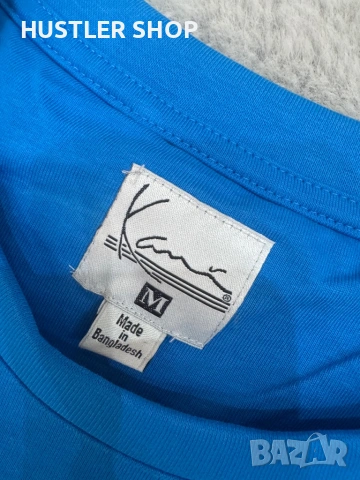 HUSTLER SHOP
Kani
®
M
Made
in
Bangladesh
BAZAR